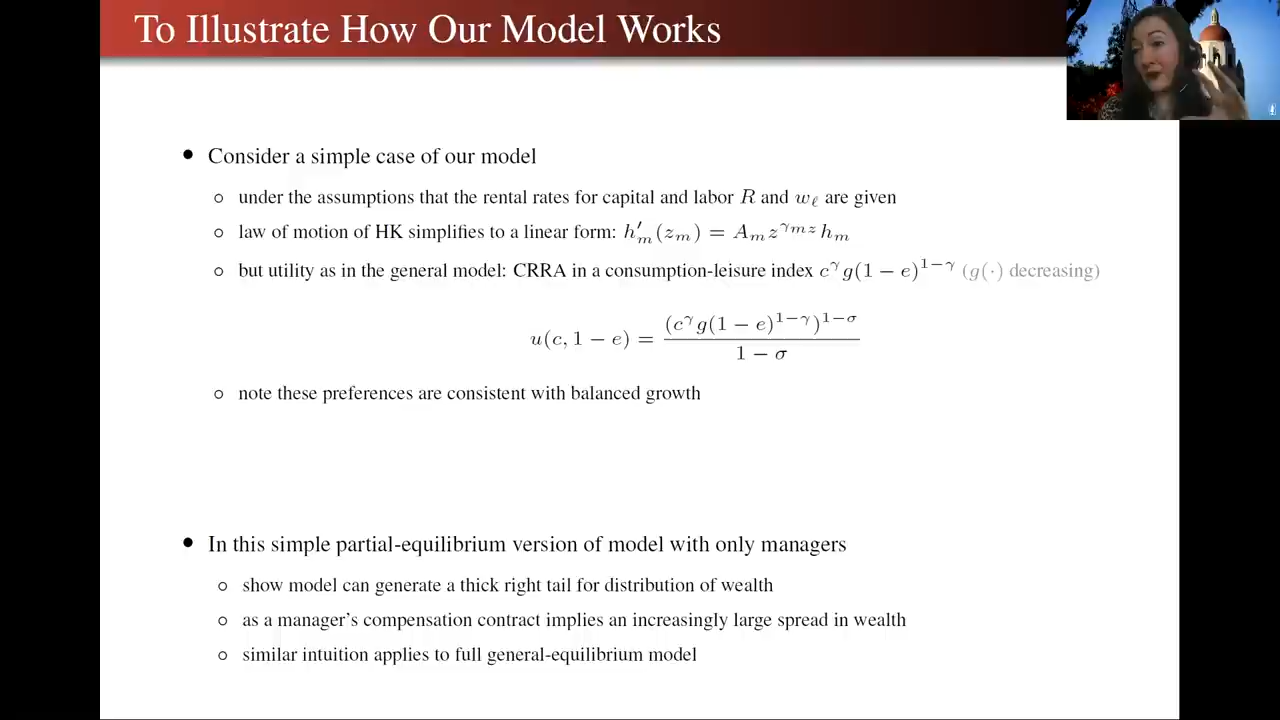 To Illustrate How Our Model Works
• Consider a simple case of our model
○ under the assumptions that the rental rates for capital and labor R and w_ℓ are given
○ law of motion of HK simplifies to a linear form: h′_m(z_m) = A_m z^{γ_{mz}} h_m
○ but utility as in the general model: CRRA in a consumption-leisure index c^γ g(1 − e)^{1−γ} (g(·) decreasing)
u(c, 1 − e) = (c^γ g(1 − e)^{1−γ})^{1−σ} / 1 − σ
○ note these preferences are consistent with balanced growth
• In this simple partial-equilibrium version of model with only managers
○ show model can generate a thick right tail for distribution of wealth
○ as a manager's compensation contract implies an increasingly large spread in wealth
○ similar intuition applies to full general-equilibrium model